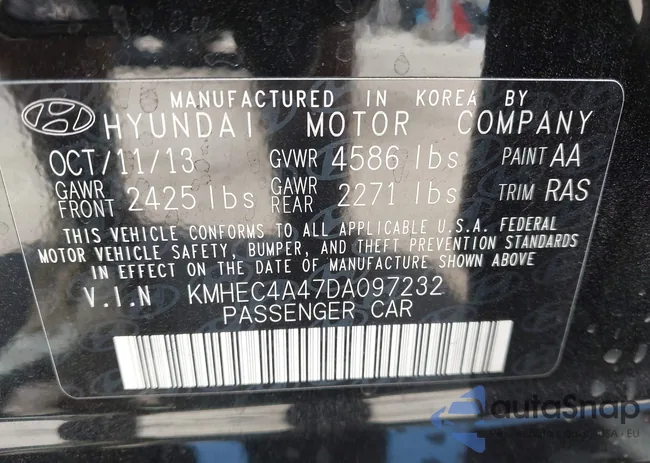 MANUFACTURED IN KOREA BY
HYUNDAI MOTOR COMPANY
OCT/11/13 GVWR 4586 lbs PAINT AA
GAWR FRONT 2425 lbs GAWR REAR 2271 lbs TRIM RAS
THIS VEHICLE CONFORMS TO ALL APPLICABLE U.S.A. FEDERAL
MOTOR VEHICLE SAFETY, BUMPER, AND THEFT PREVENTION STANDARDS
IN EFFECT ON THE DATE OF MANUFACTURE SHOWN ABOVE
V.I.N KMHEC4A47DA097232
PASSENGER CAR
autoSnap